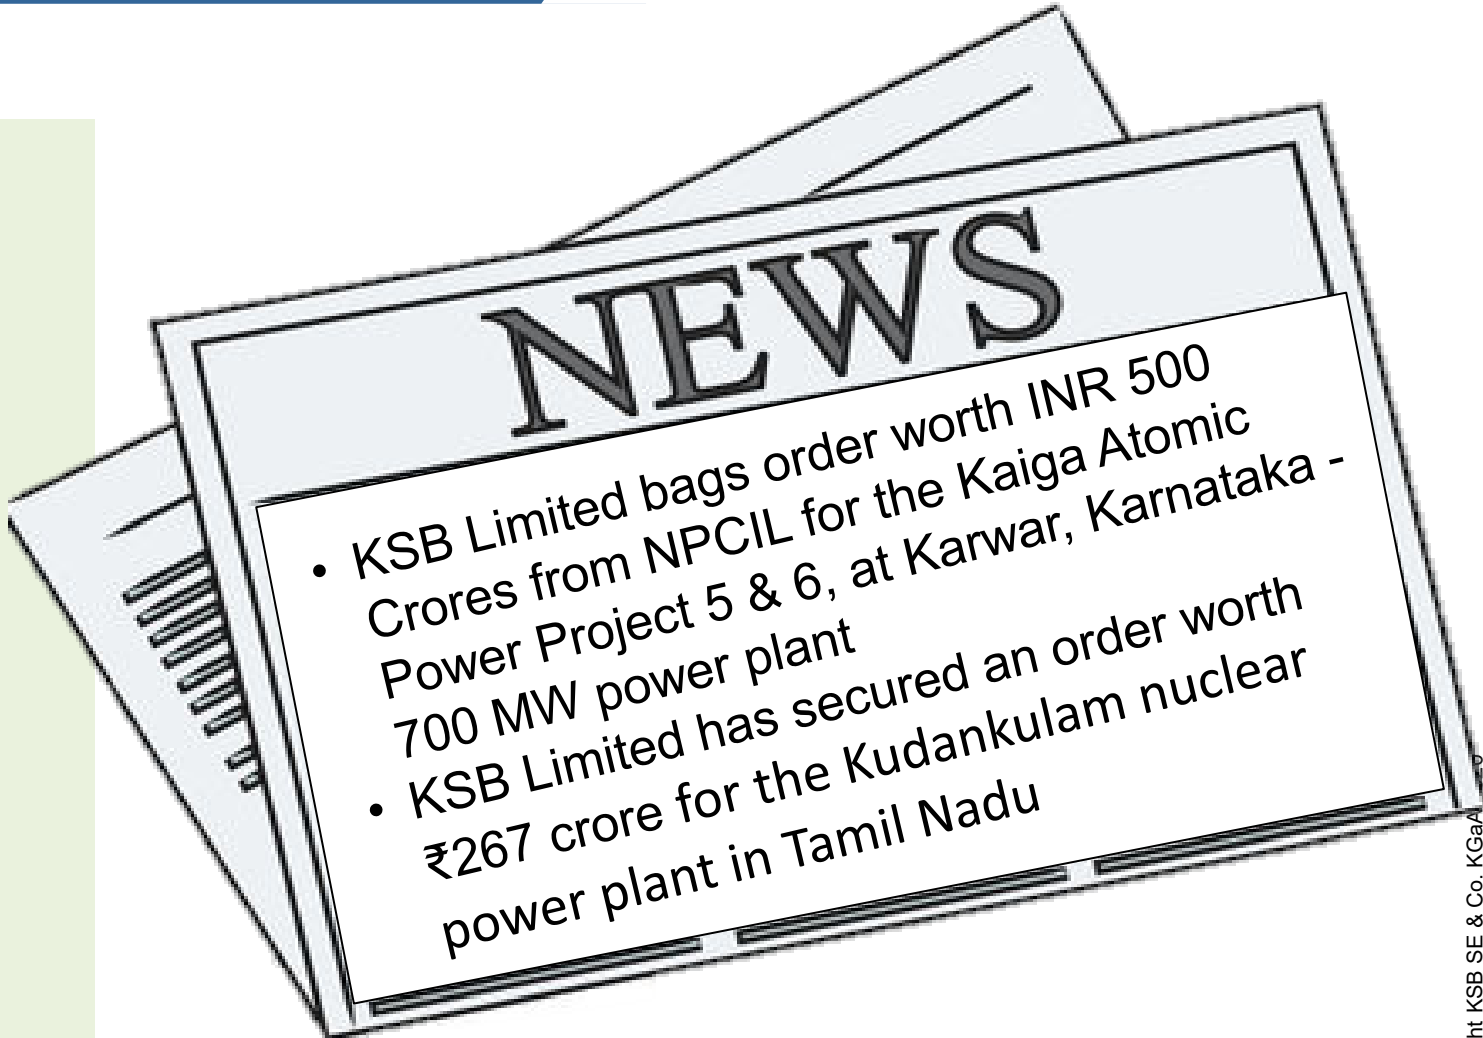 NEWS
• KSB Limited bags order worth INR 500
Crores from NPCIL for the Kaiga Atomic
Power Project 5 & 6, at Karwar, Karnataka -
700 MW power plant
• KSB Limited has secured an order worth
₹267 crore for the Kudankulam nuclear
power plant in Tamil Nadu
ht KSB SE & Co. KGaA